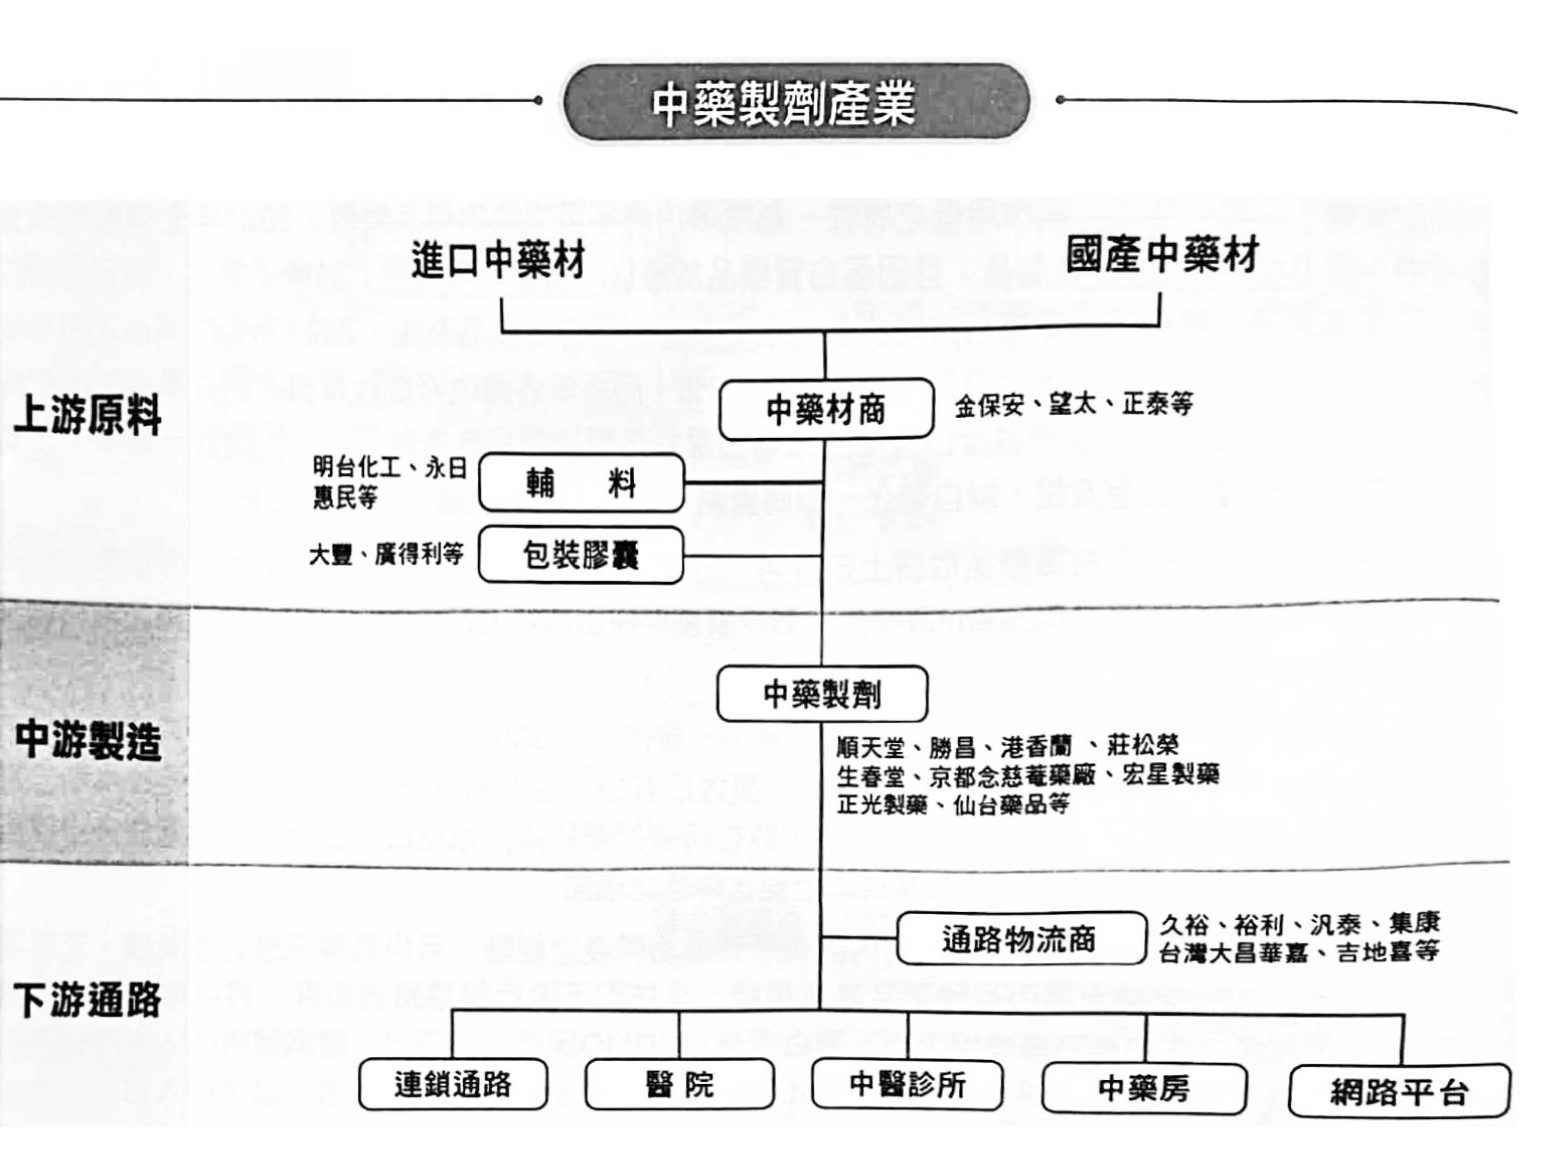 中藥製劑產業
進口中藥材
國產中藥材
上游原料
中藥材商
金保安、望太、正泰等
明台化工、永日
惠民等
輔料
大豐、廣得利等
包裝膠囊
中游製造
中藥製劑
順天堂、勝昌、港香蘭、莊松榮
生春堂、京都念慈菴藥廠、宏星製藥
正光製藥、仙台藥品等
下游通路
通路物流商
久裕、裕利、汎泰、集康
台灣大昌華嘉、吉地喜等
連鎖通路
醫院
中醫診所
中藥房
網路平台